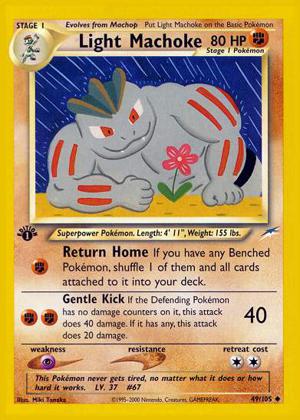 STAGE 1
Evolves from Machop
Put Light Machoke on the Basic Pokémon
Light Machoke 80 HP
Stage 1 Pokémon
EDITION
1
Superpower Pokémon. Length: 4' 11", Weight: 155 lbs.
Return Home If you have any Benched
Pokémon, shuffle 1 of them and all cards
attached to it into your deck.
Gentle Kick If the Defending Pokémon
has no damage counters on it, this attack
does 40 damage. If it has any, this attack
does 20 damage.
40
weakness
resistance
retreat cost
This Pokémon never gets tired, no matter what work it does or how hard
it exercises. LV. 37 #67
Illus. Miki Tanaka
©1995-2000 Nintendo, Creatures, GAMEFREAK.
49/105